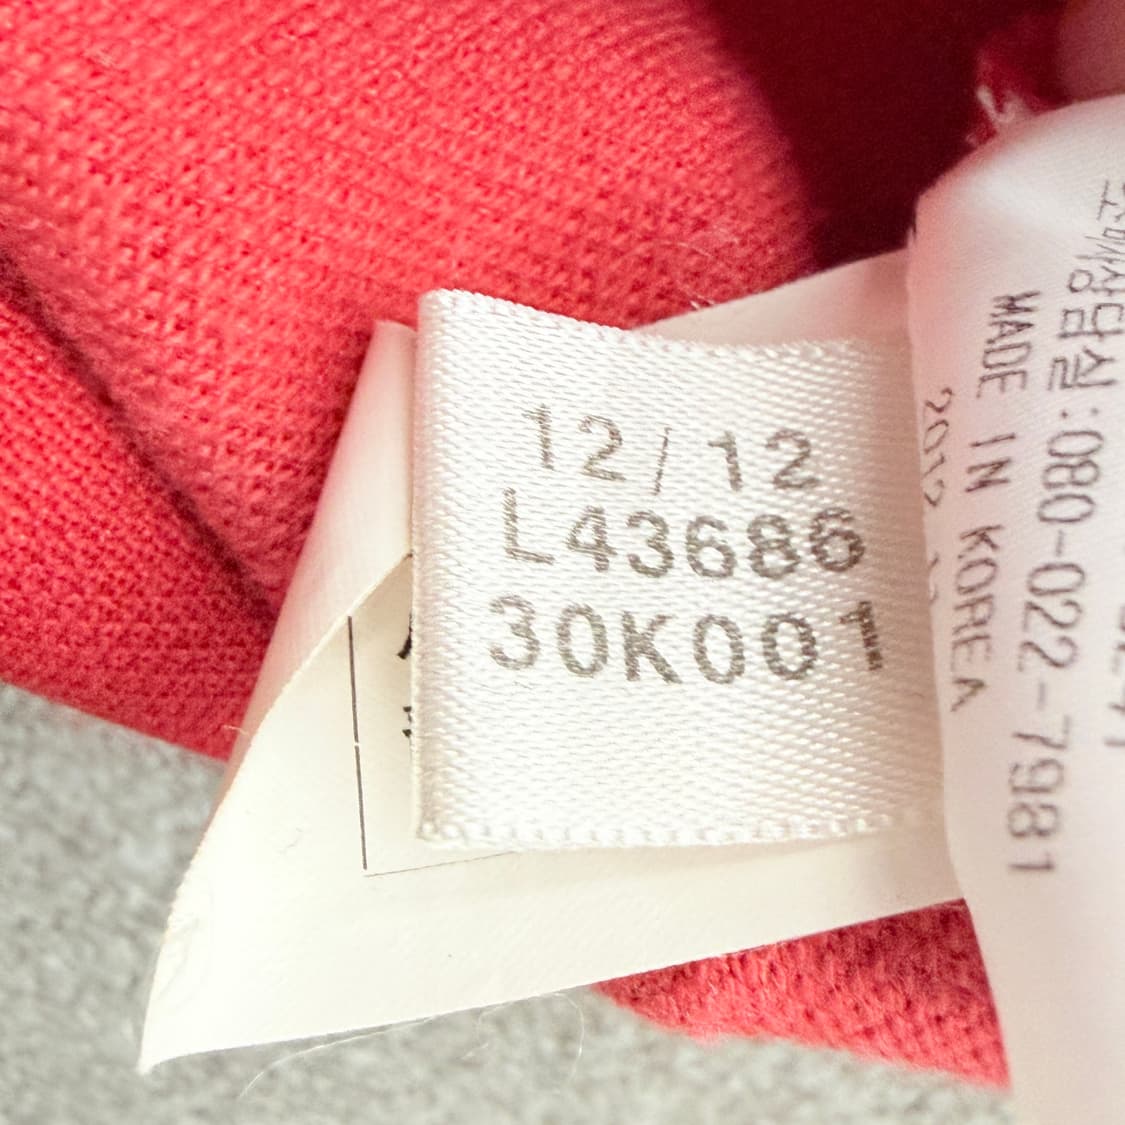 12/12
L43686
30K001
상담실:080-022-7981
MADE IN KOREA